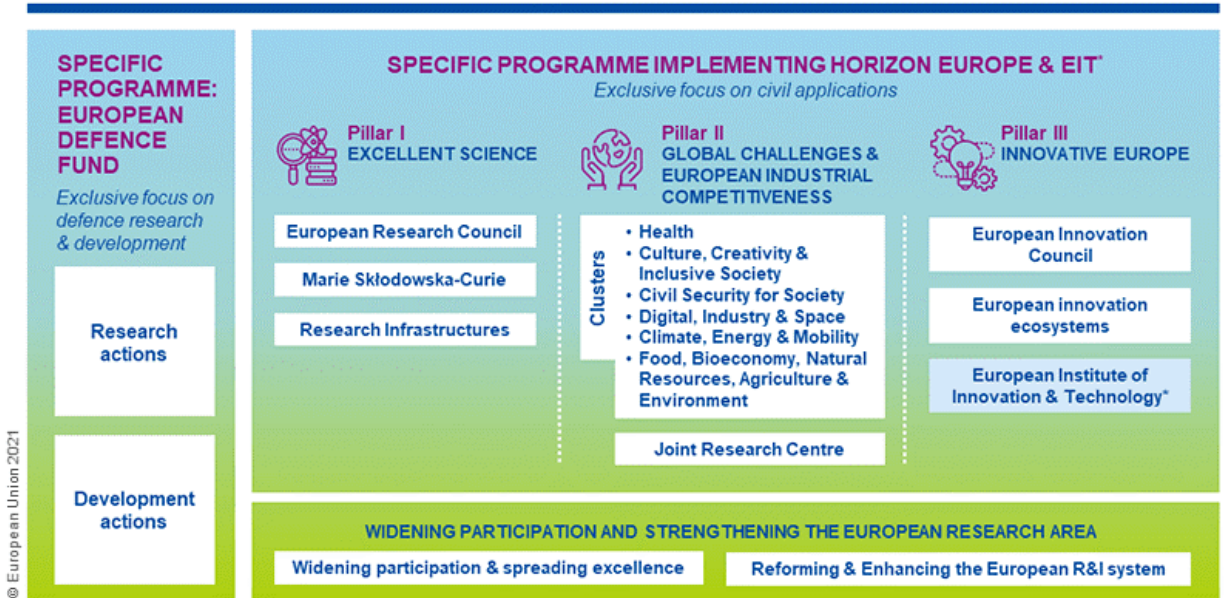 SPECIFIC
PROGRAMME:
EUROPEAN
DEFENCE
FUND
Exclusive focus on
defence research
& development
Research
actions
Development
actions
SPECIFIC PROGRAMME IMPLEMENTING HORIZON EUROPE & EIT*
Exclusive focus on civil applications
Pillar I
EXCELLENT SCIENCE
European Research Council
Marie Skłodowska-Curie
Research Infrastructures
Pillar II
GLOBAL CHALLENGES &
EUROPEAN INDUSTRIAL
COMPETITIVENESS
Clusters
• Health
• Culture, Creativity &
Inclusive Society
• Civil Security for Society
• Digital, Industry & Space
• Climate, Energy & Mobility
• Food, Bioeconomy, Natural
Resources, Agriculture &
Environment
Joint Research Centre
Pillar III
INNOVATIVE EUROPE
European Innovation
Council
European innovation
ecosystems
European Institute of
Innovation & Technology*
WIDENING PARTICIPATION AND STRENGTHENING THE EUROPEAN RESEARCH AREA
Widening participation & spreading excellence
Reforming & Enhancing the European R&I system
© European Union 2021